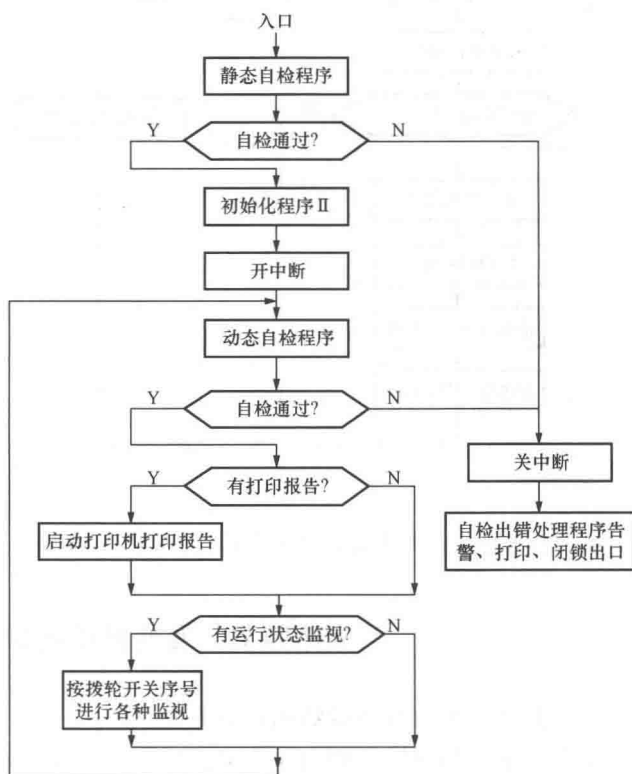 入口
静态自检程序
Y
自检通过?
N
初始化程序Ⅱ
开中断
动态自检程序
Y
自检通过?
N
关中断
Y
有打印报告?
N
启动打印机打印报告
自检出错处理程序告
警、打印、闭锁出口
Y
有运行状态监视?
N
按拨轮开关序号
进行各种监视